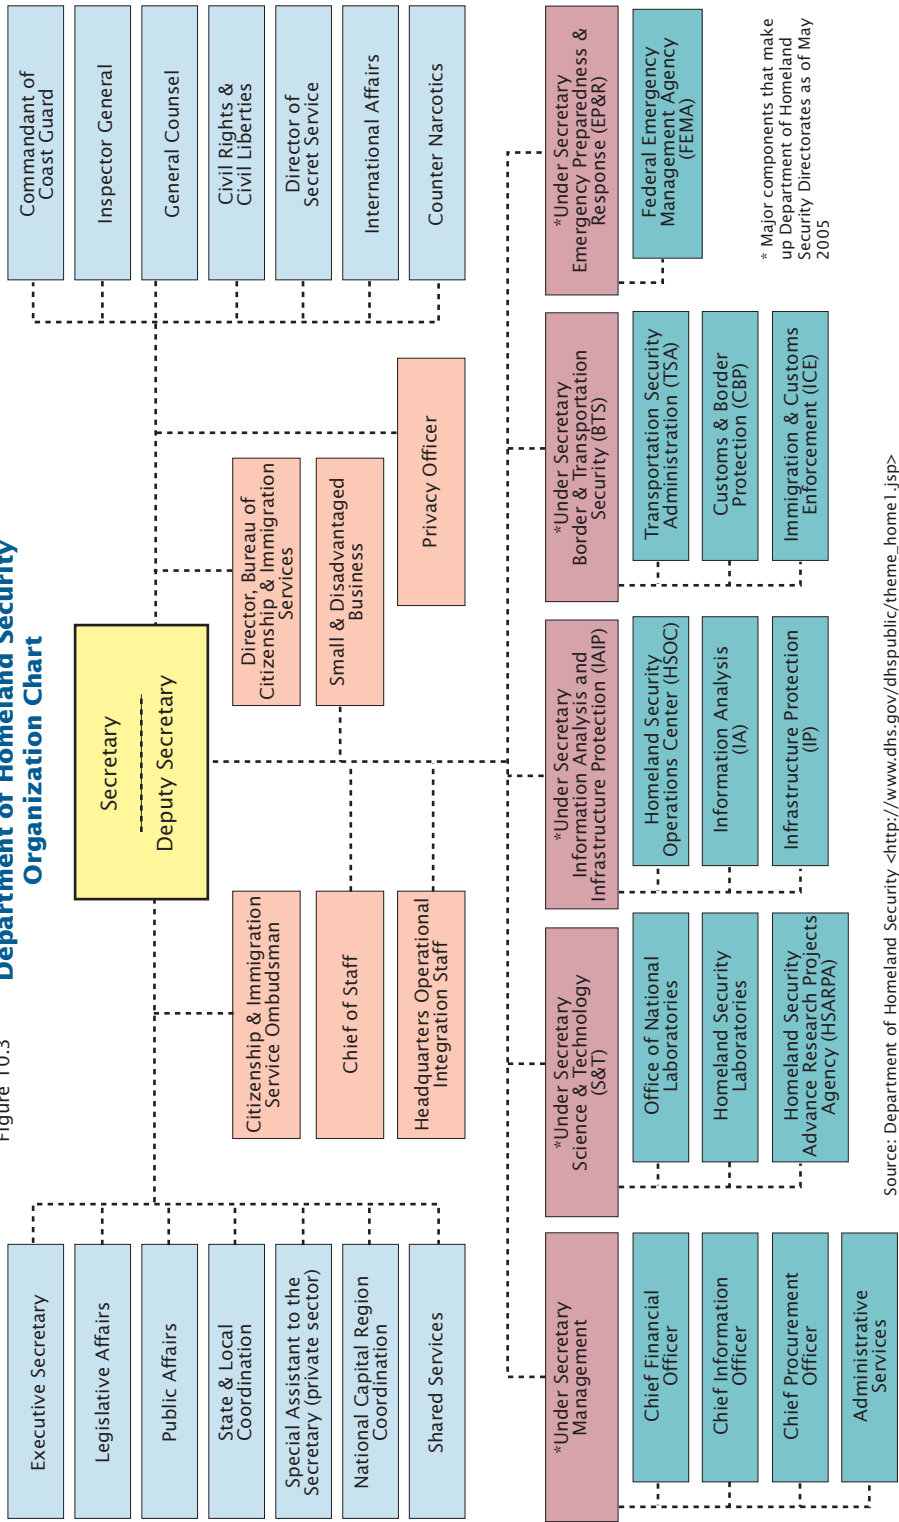 Figure 10.3
Department of Homeland Security
Organization Chart
Secretary
Deputy Secretary
Executive Secretary
Legislative Affairs
Public Affairs
State & Local
Coordination
Special Assistant to the
Secretary (private sector)
National Capital Region
Coordination
Shared Services
Citizenship & Immigration
Service Ombudsman
Chief of Staff
Headquarters Operational
Integration Staff
Director, Bureau of
Citizenship & Immigration
Services
Small & Disadvantaged
Business
Privacy Officer
Commandant of
Coast Guard
Inspector General
General Counsel
Civil Rights &
Civil Liberties
Director of
Secret Service
International Affairs
Counter Narcotics
*Under Secretary
Management
Chief Financial
Officer
Chief Information
Officer
Chief Procurement
Officer
Administrative
Services
*Under Secretary
Science & Technology
(S&T)
Office of National
Laboratories
Homeland Security
Laboratories
Homeland Security
Advance Research Projects
Agency (HSARPA)
*Under Secretary
Information Analysis and
Infrastructure Protection (IAIP)
Homeland Security
Operations Center (HSOC)
Information Analysis
(IA)
Infrastructure Protection
(IP)
*Under Secretary
Border & Transportation
Security (BTS)
Transportation Security
Administration (TSA)
Customs & Border
Protection (CBP)
Immigration & Customs
Enforcement (ICE)
*Under Secretary
Emergency Preparedness &
Response (EP&R)
Federal Emergency
Management Agency
(FEMA)
* Major components that make
up Department of Homeland
Security Directorates as of May
2005
Source: Department of Homeland Security <http://www.dhs.gov/dhspublic/theme_home1.jsp>